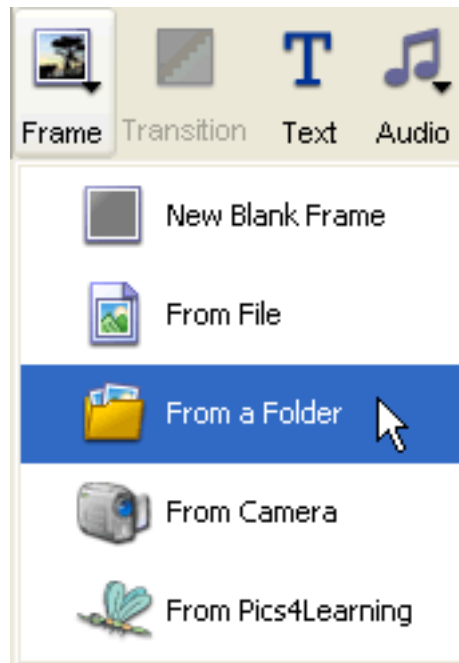 Frame Transition Text Audio
New Blank Frame
From File
From a Folder
From Camera
From Pics4Learning